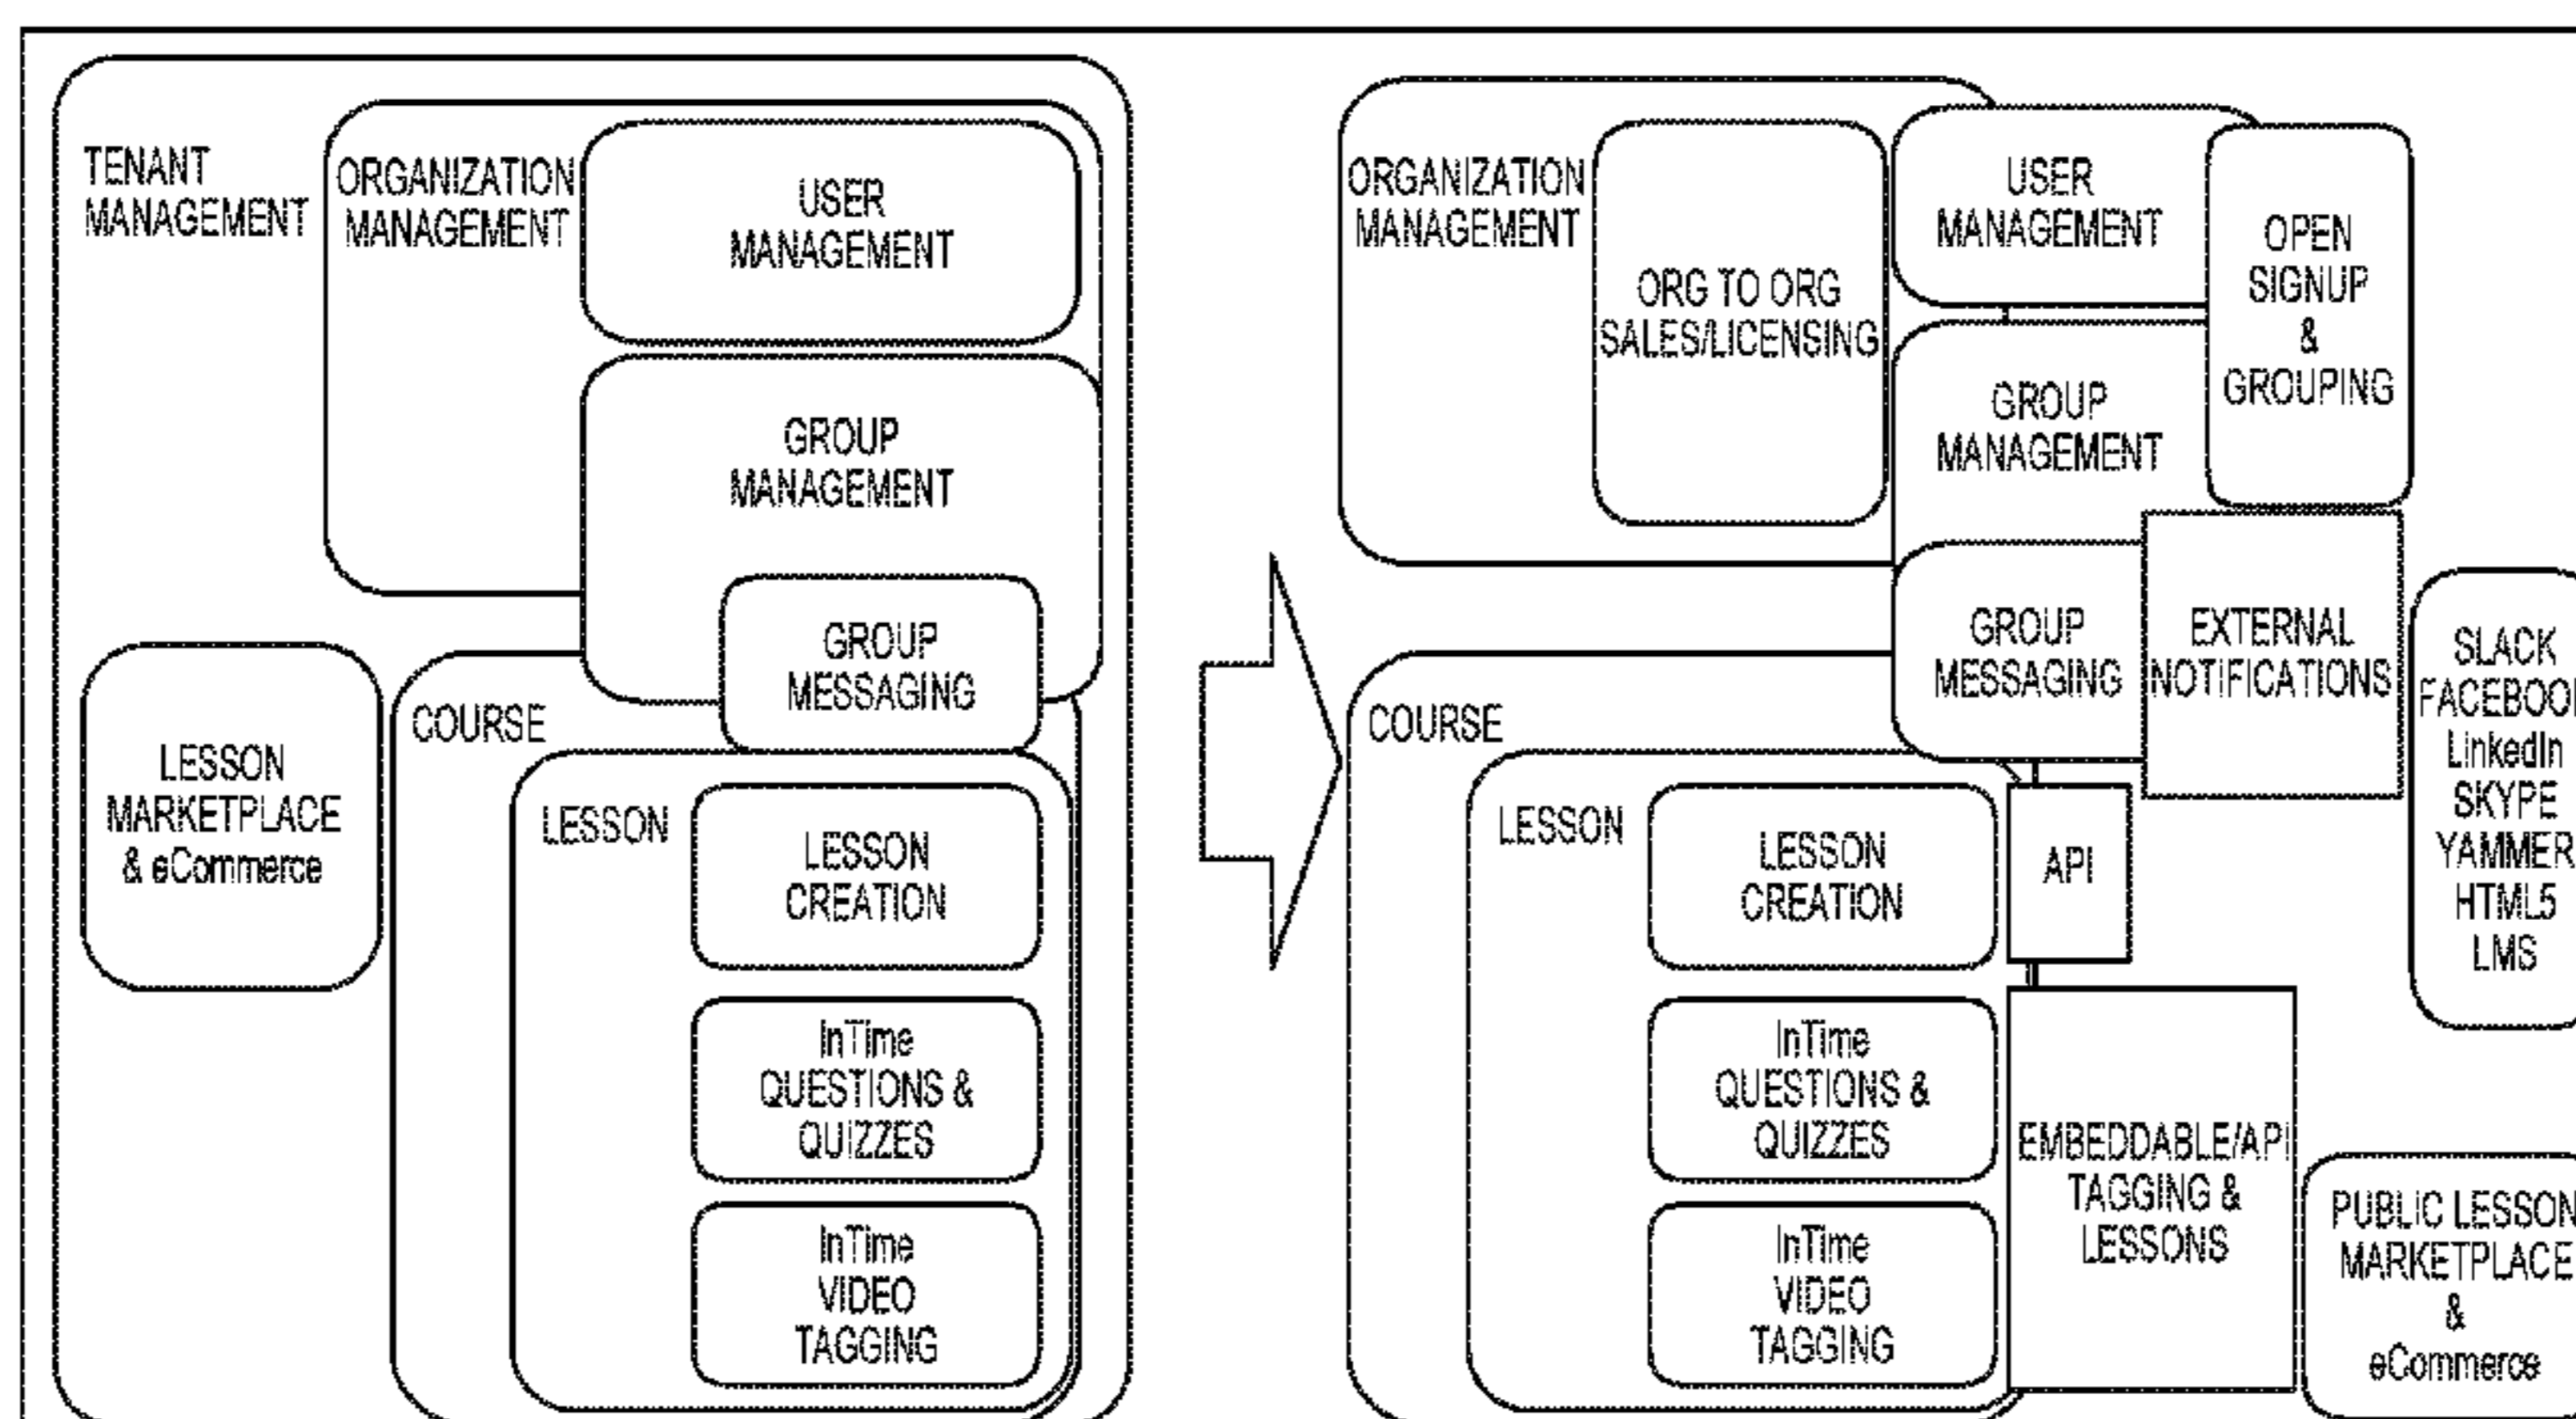 TENANT
MANAGEMENT
ORGANIZATION
MANAGEMENT
USER
MANAGEMENT
GROUP
MANAGEMENT
GROUP
MESSAGING
LESSON
MARKETPLACE
& eCommerce
COURSE
LESSON
LESSON
CREATION
InTime
QUESTIONS &
QUIZZES
InTime
VIDEO
TAGGING
ORGANIZATION
MANAGEMENT
ORG TO ORG
SALES/LICENSING
USER
MANAGEMENT
OPEN
SIGNUP
&
GROUPING
GROUP
MANAGEMENT
GROUP
MESSAGING
EXTERNAL
NOTIFICATIONS
SLACK
FACEBOOK
LinkedIn
SKYPE
YAMMER
HTML5
LMS
COURSE
LESSON
LESSON
CREATION
API
InTime
QUESTIONS &
QUIZZES
InTime
VIDEO
TAGGING
EMBEDDABLE/API
TAGGING &
LESSONS
PUBLIC LESSON
MARKETPLACE
&
eCommerce